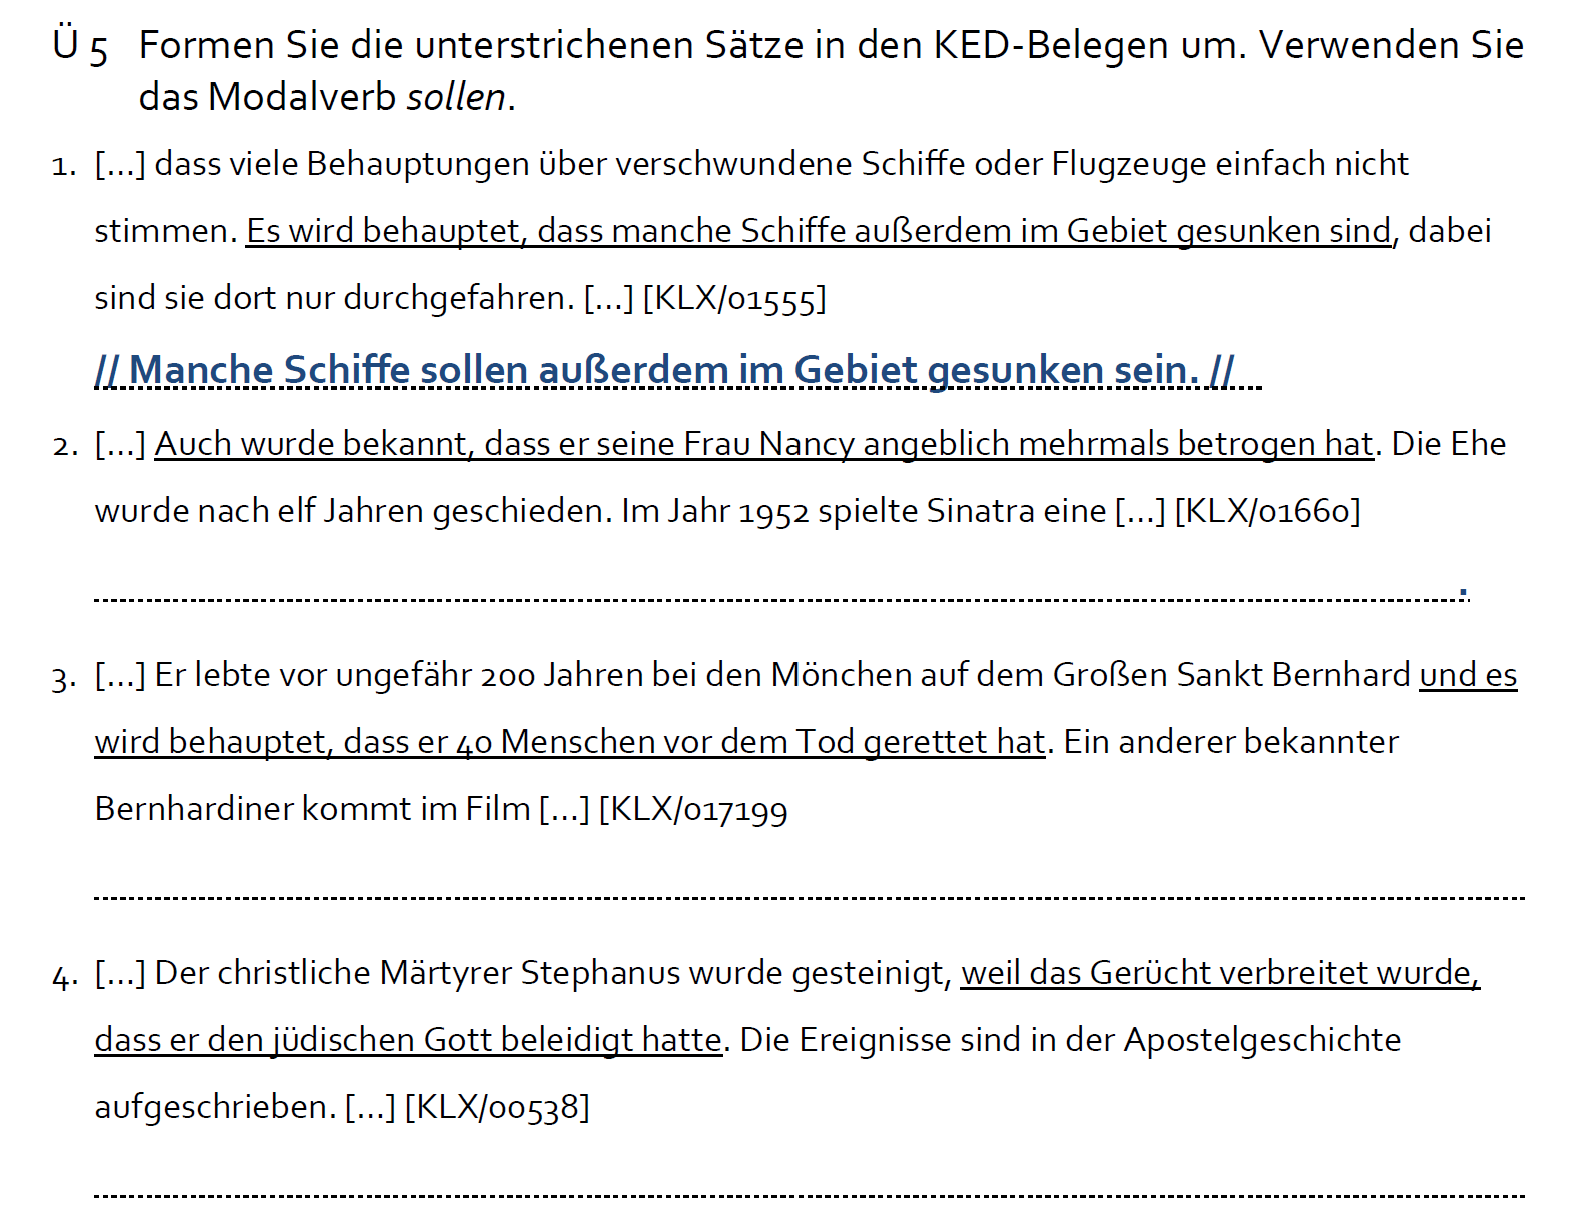 Ü 5 Formen Sie die unterstrichenen Sätze in den KED-Belegen um. Verwenden Sie
das Modalverb sollen.
1. [...] dass viele Behauptungen über verschwundene Schiffe oder Flugzeuge einfach nicht
stimmen. Es wird behauptet, dass manche Schiffe außerdem im Gebiet gesunken sind, dabei
sind sie dort nur durchgefahren. [...] [KLX/01555]
// Manche Schiffe sollen außerdem im Gebiet gesunken sein. //
2. [...] Auch wurde bekannt, dass er seine Frau Nancy angeblich mehrmals betrogen hat. Die Ehe
wurde nach elf Jahren geschieden. Im Jahr 1952 spielte Sinatra eine [...] [KLX/01660]
.
3. [...] Er lebte vor ungefähr 200 Jahren bei den Mönchen auf dem Großen Sankt Bernhard und es
wird behauptet, dass er 40 Menschen vor dem Tod gerettet hat. Ein anderer bekannter
Bernhardiner kommt im Film [...] [KLX/017199
4. [...] Der christliche Märtyrer Stephanus wurde gesteinigt, weil das Gerücht verbreitet wurde,
dass er den jüdischen Gott beleidigt hatte. Die Ereignisse sind in der Apostelgeschichte
aufgeschrieben. [...] [KLX/00538]